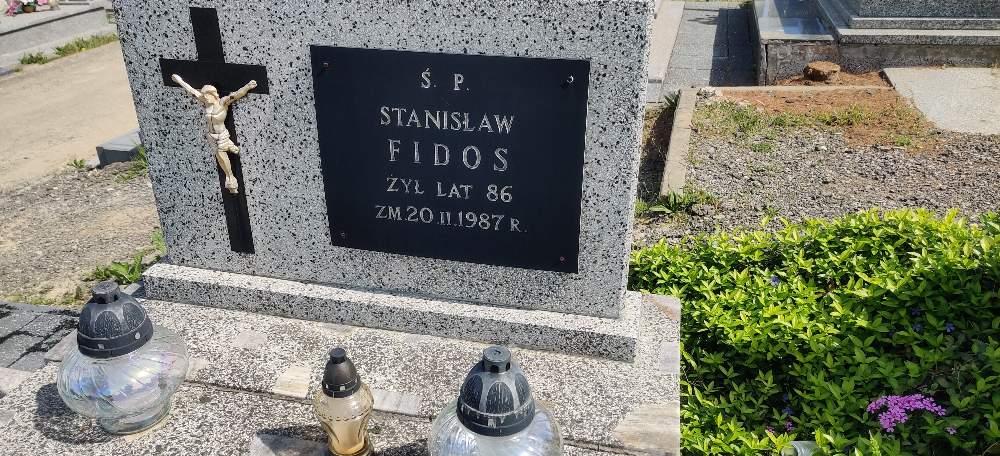 Ś. P.
STANISŁAW
FIDOS
ŻYŁ LAT 86
ZM. 20.II.1987 R.